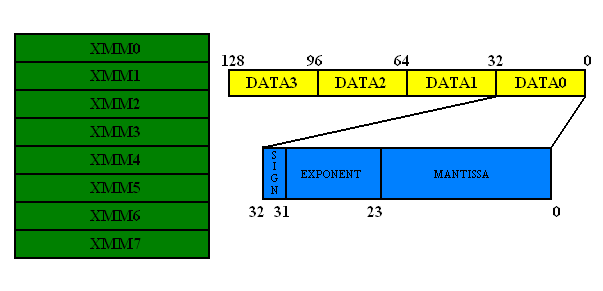 XMM0
XMM1
XMM2
XMM3
XMM4
XMM5
XMM6
XMM7
128 96 64 32 0
DATA3 DATA2 DATA1 DATA0
SIGN EXPONENT MANTISSA
32 31 23 0